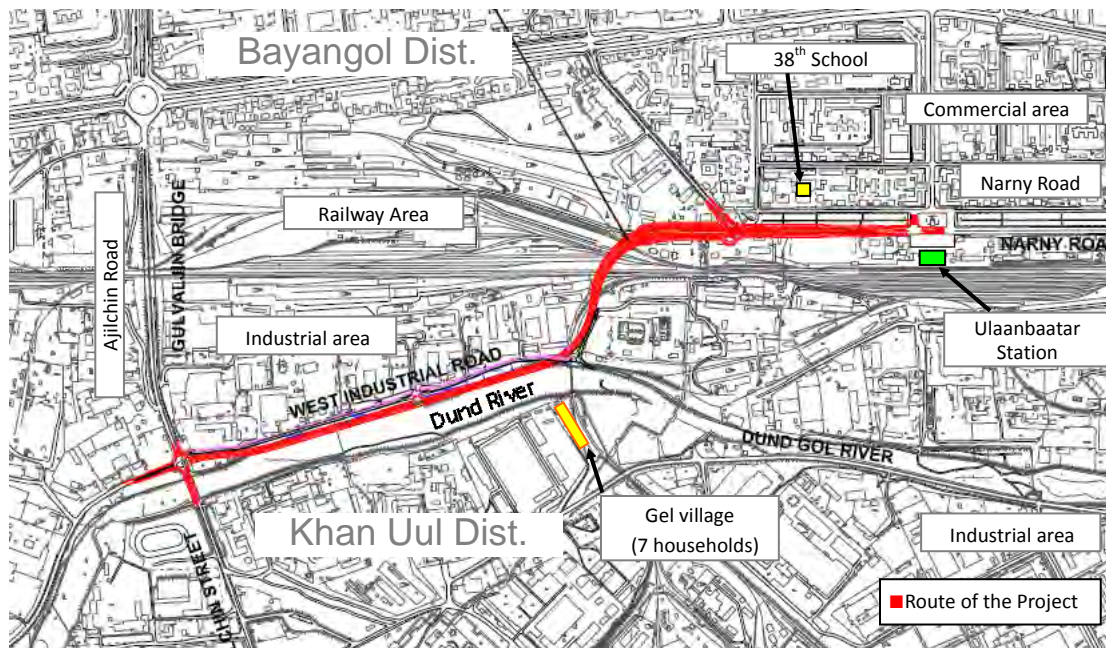 Bayangol Dist.
38th School
Commercial area
Narny Road
Railway Area
NARNY ROA
Ajilchin Road
GULVALJIN BRIDGE
Industrial area
Ulaanbaatar
Station
WEST INDUSTRIAL ROAD
Dund River
DUND GOL RIVER
Khan Uul Dist.
Gel village
(7 households)
Industrial area
CHIN STREET
Route of the Project